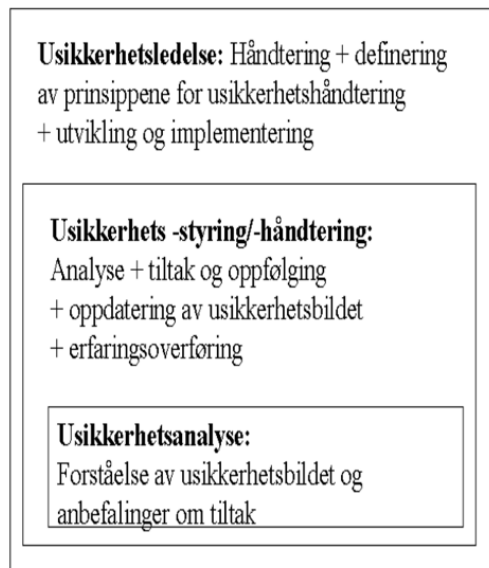 Usikkerhetsledelse: Håndtering + definering
av prinsippene for usikkerhetshåndtering
+ utvikling og implementering
Usikkerhets -styring/-håndtering:
Analyse + tiltak og oppfølging
+ oppdatering av usikkerhetsbildet
+ erfaringsoverføring
Usikkerhetsanalyse:
Forståelse av usikkerhetsbildet og
anbefalinger om tiltak